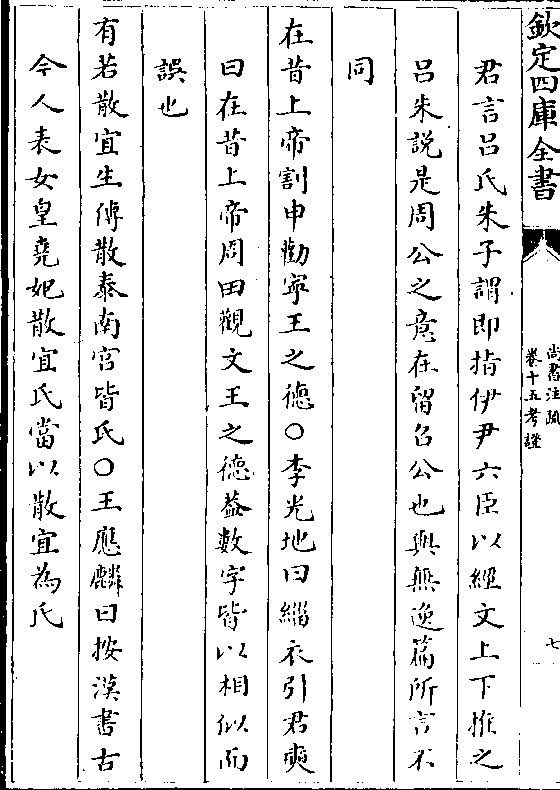 欽定四庫全書
尚書注疏
卷十五考證
七
君言呂氏朱子謂即指伊尹六臣以經文上下推之
呂朱說是周公之意在留召公也與無逸篇所言不
同
在昔上帝割申勸寧王之德○李光地曰緇衣引君奭
曰在昔上帝周田觀文王之德蓋數字皆以相似而
誤也
有若散宜生傳散泰南宮皆氏○王應麟曰按漢書古
今人表女皇堯妃散宜氏當以散宜為氏